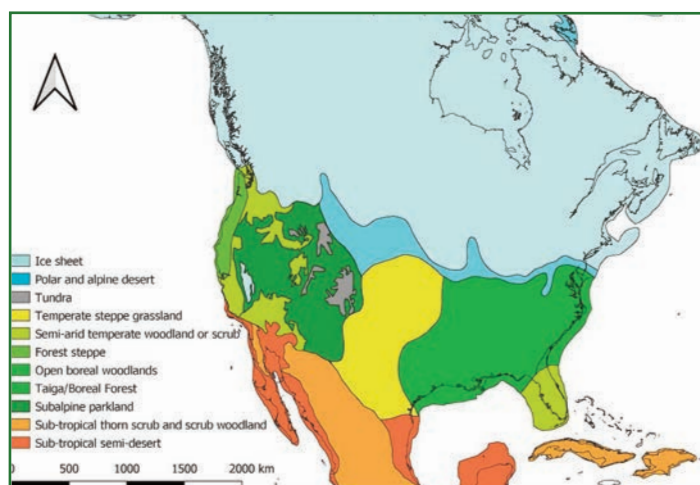 Ice sheet
Polar and alpine desert
Tundra
Temperate steppe grassland
Semi-arid temperate woodland or scrub
Forest steppe
Open boreal woodlands
Taiga/Boreal Forest
Subalpine parkland
Sub-tropical thorn scrub and scrub woodland
Sub-tropical semi-desert
0 500 1000 1500 2000 km